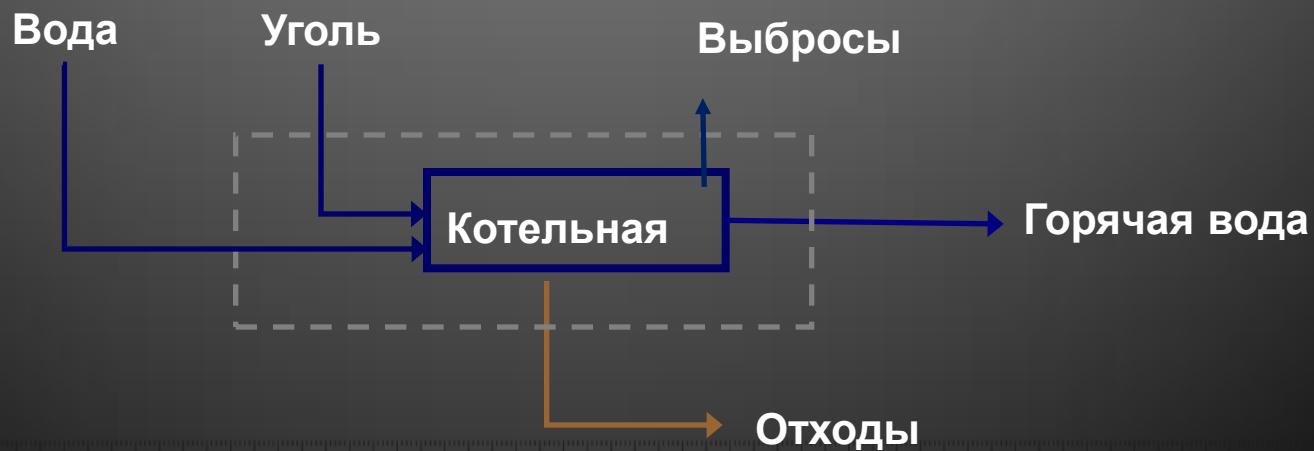 Вода
Уголь
Выбросы
Котельная
Горячая вода
Отходы